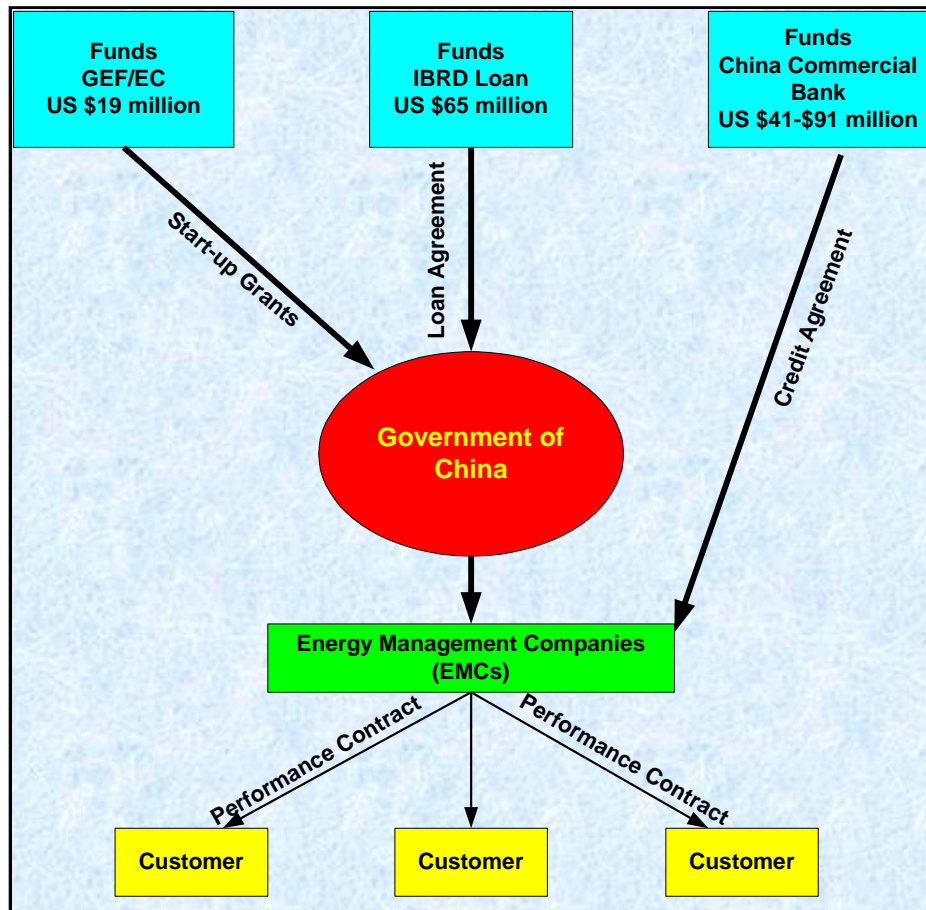 Funds
GEF/EC
US $19 million
Funds
IBRD Loan
US $65 million
Funds
China Commercial
Bank
US $41-$91 million
Start-up Grants
Loan Agreement
Credit Agreement
Government of
China
Energy Management Companies
(EMCs)
Performance Contract
Performance Contract
Customer
Customer
Customer